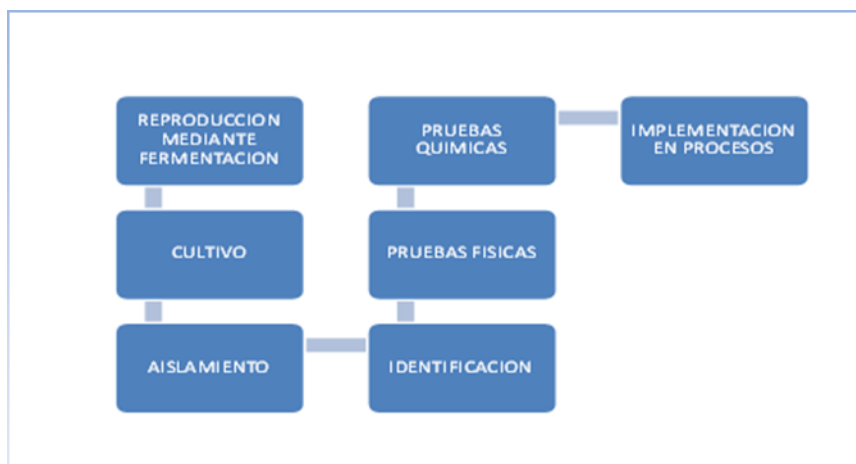 REPRODUCCION
MEDIANTE
FERMENTACION
CULTIVO
AISLAMIENTO
IDENTIFICACION
PRUEBAS FISICAS
PRUEBAS
QUIMICAS
IMPLEMENTACION
EN PROCESOS